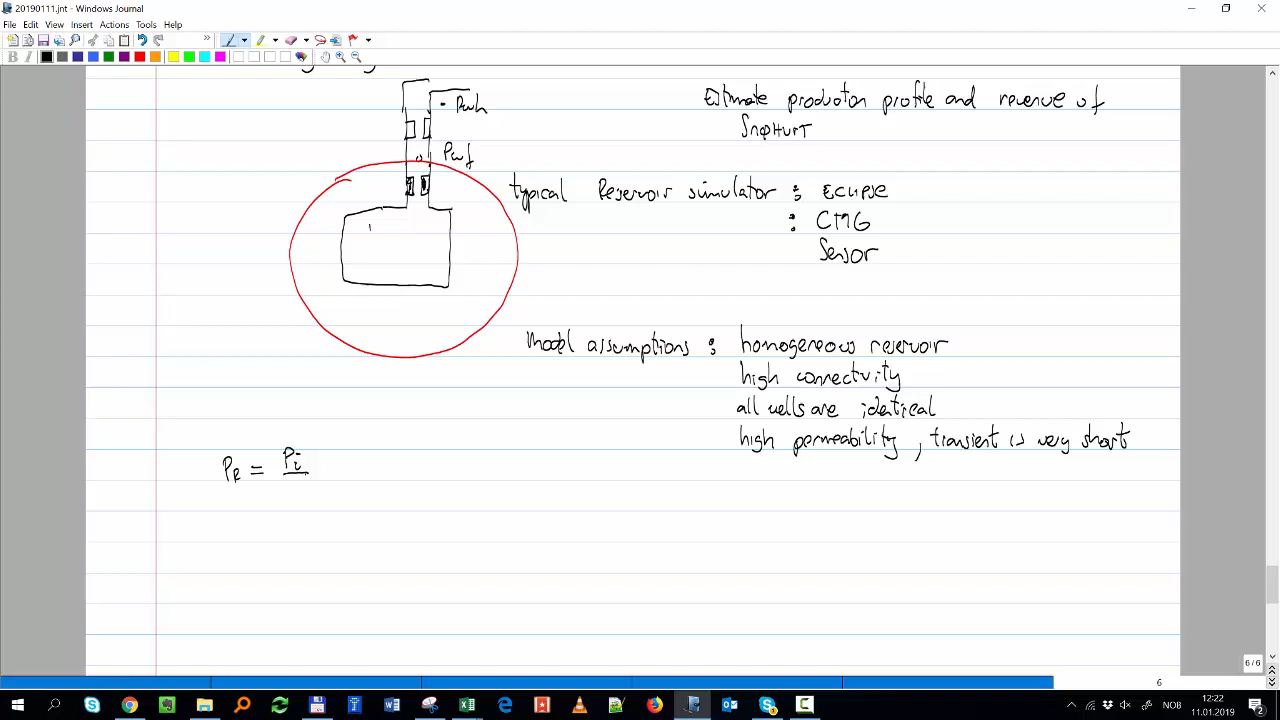 20190111.jnt - Windows Journal
File Edit View Insert Actions Tools Help
Pwh
Pwf
Estimate production profile and revenue of
SnøHVIT
typical Reservoir simulator : Eclipse
: CMG
Sensor
Model assumptions : homogeneous reservoir
high connectivity
all wells are identical
high permeability, transient is very short
PR = Pi
6/6
6
NOB
12:22
11.01.2019